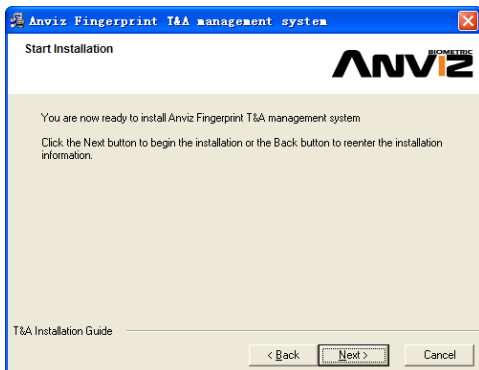 Anviz Fingerprint T&A management system
Start Installation
BIOMETRIC
ANViZ
You are now ready to install Anviz Fingerprint T&A management system
Click the Next button to begin the installation or the Back button to reenter the installation
information.
T&A Installation Guide
< Back Next > Cancel